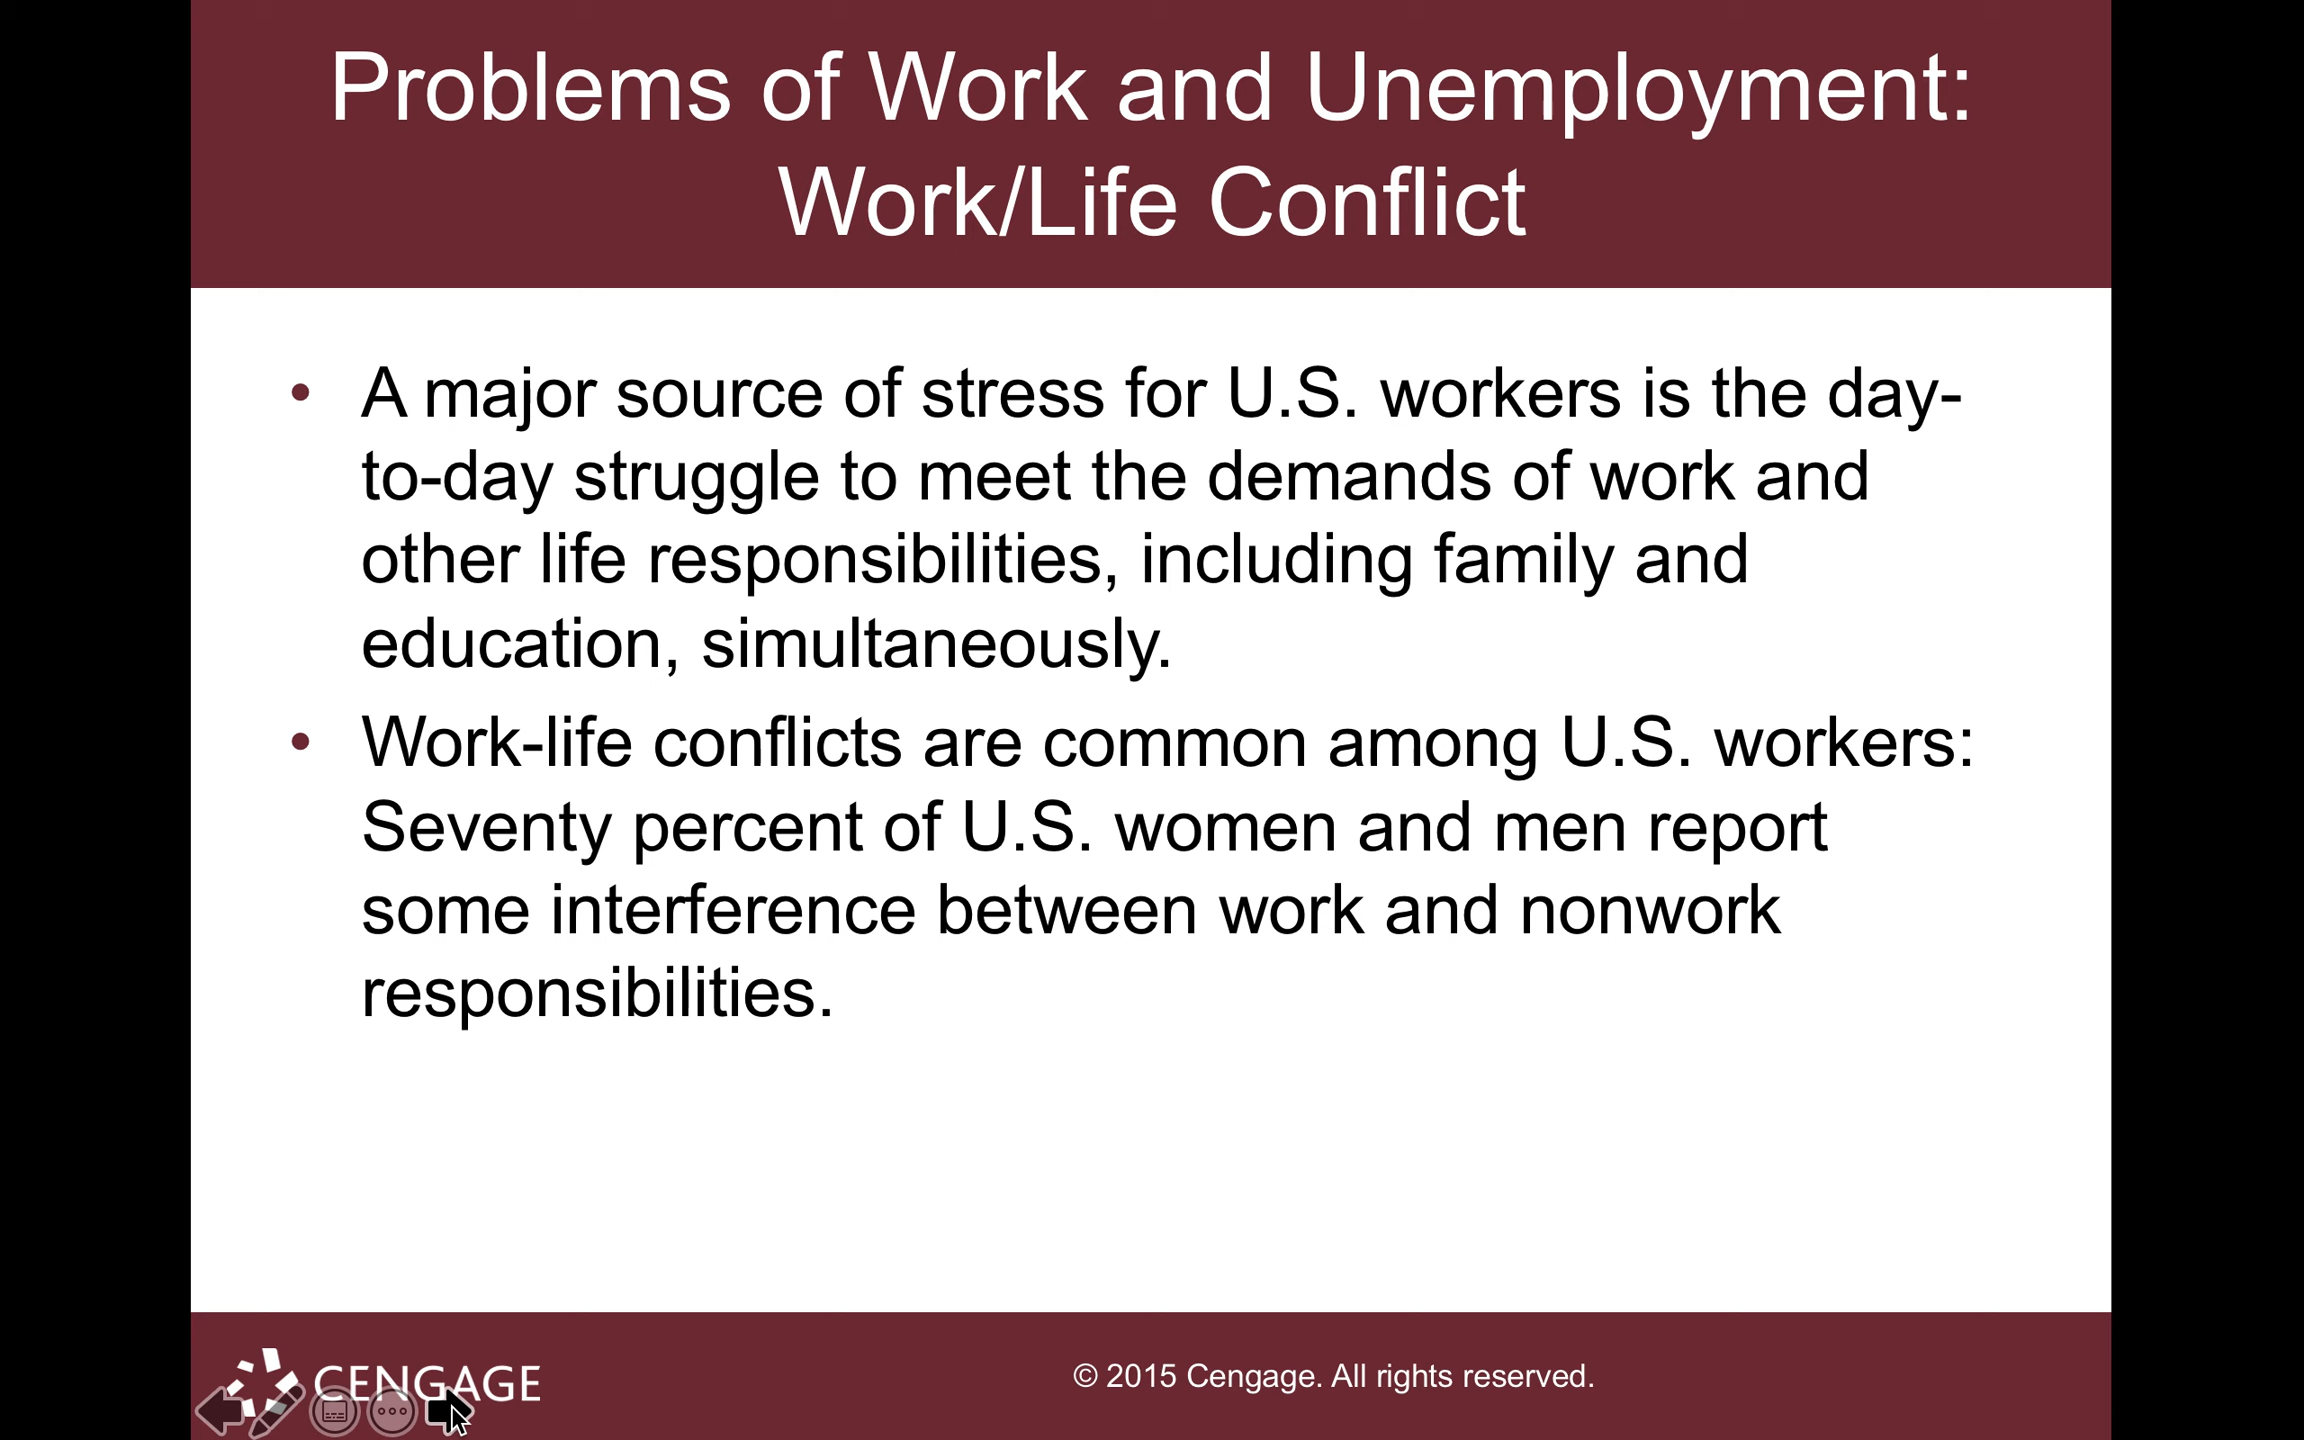 Problems of Work and Unemployment:
Work/Life Conflict
• A major source of stress for U.S. workers is the day-
to-day struggle to meet the demands of work and
other life responsibilities, including family and
education, simultaneously.
• Work-life conflicts are common among U.S. workers:
Seventy percent of U.S. women and men report
some interference between work and nonwork
responsibilities.
CENGAGE
© 2015 Cengage. All rights reserved.